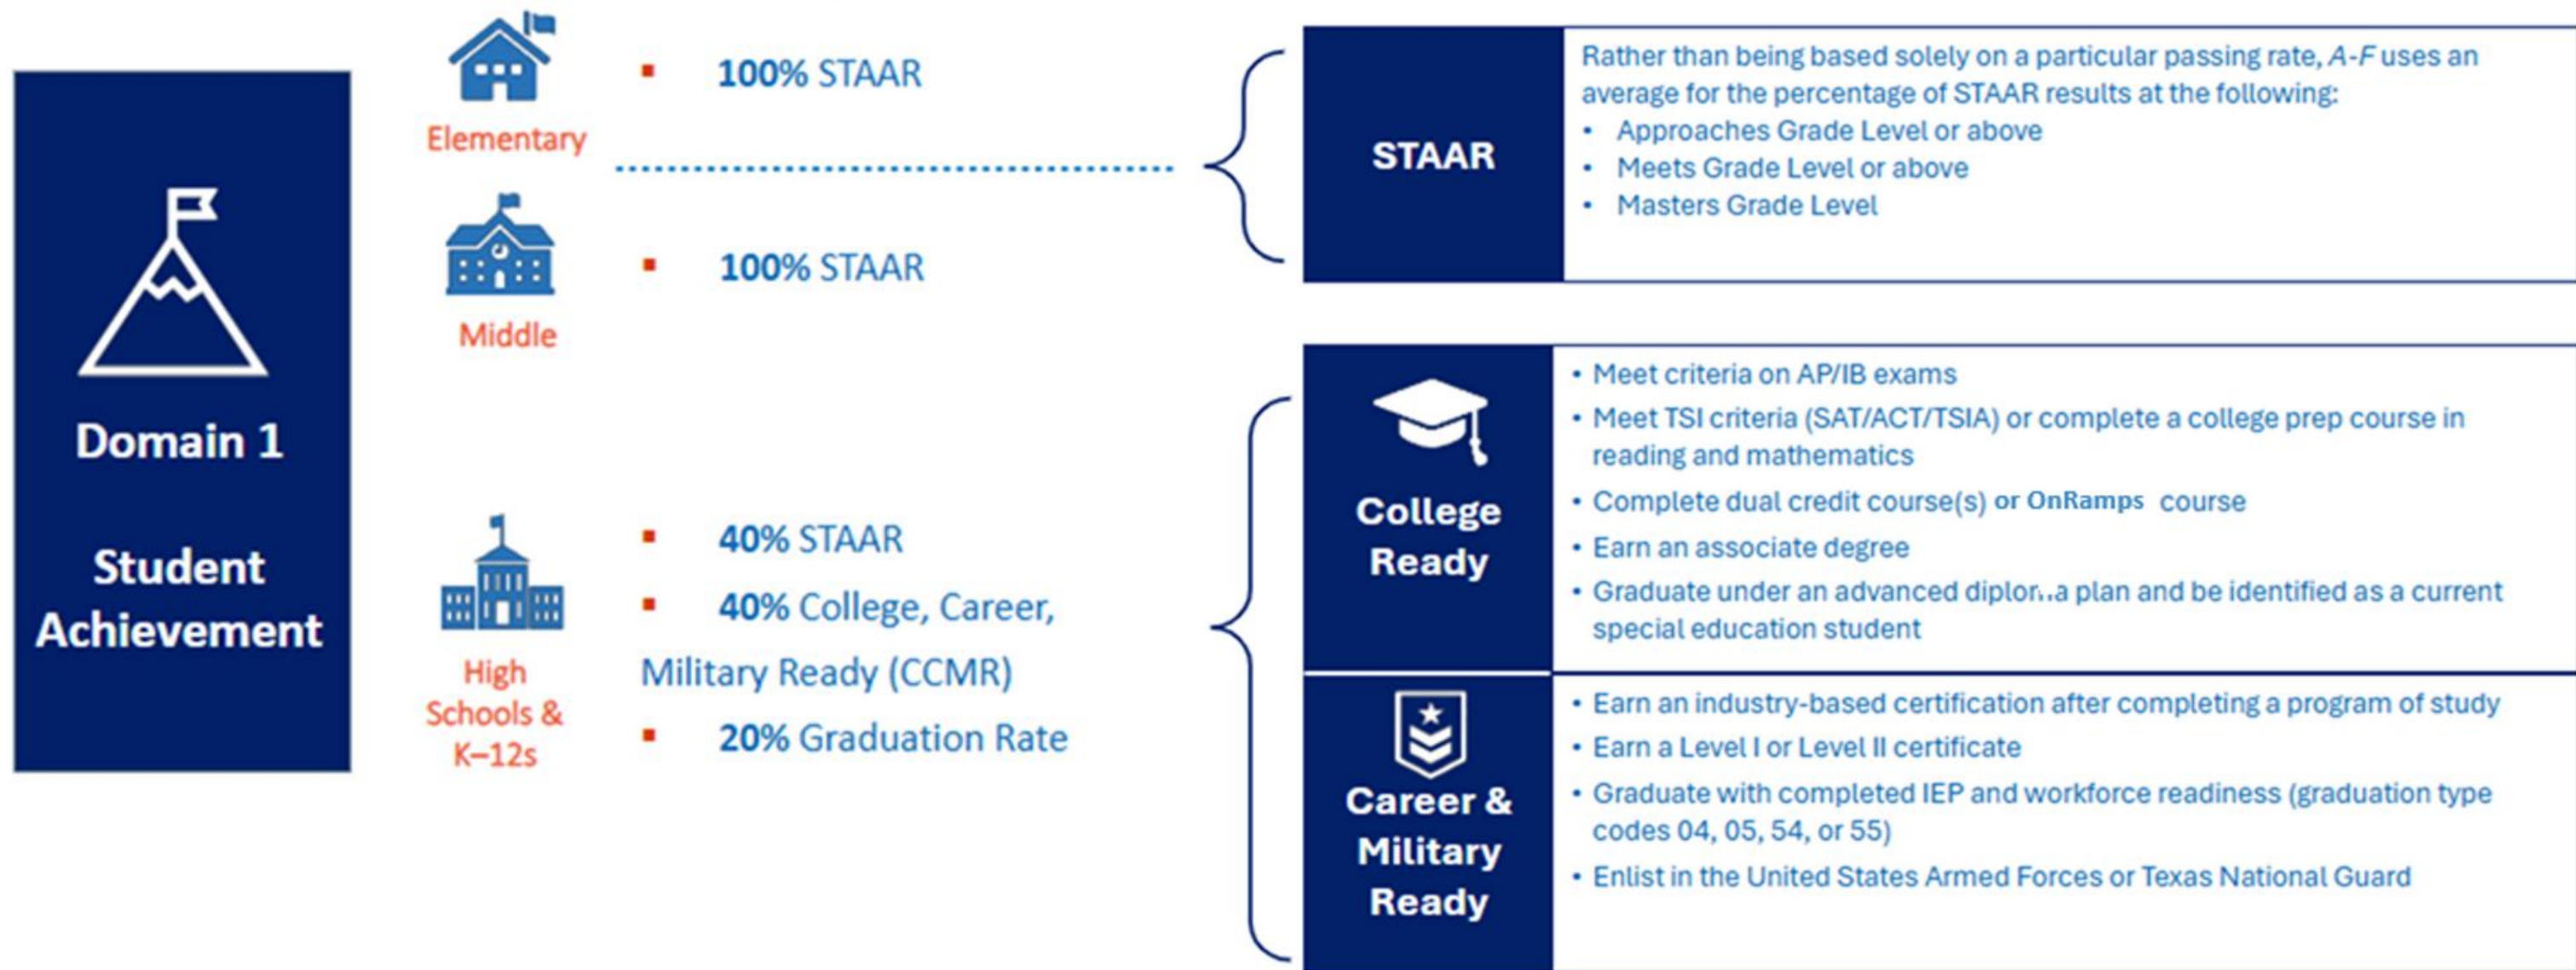 Domain 1
Student
Achievement
Elementary
▪ 100% STAAR
Middle
▪ 100% STAAR
High
Schools &
K–12s
▪ 40% STAAR
▪ 40% College, Career,
Military Ready (CCMR)
▪ 20% Graduation Rate
STAAR
Rather than being based solely on a particular passing rate, A-F uses an
average for the percentage of STAAR results at the following:
• Approaches Grade Level or above
• Meets Grade Level or above
• Masters Grade Level
College
Ready
• Meet criteria on AP/IB exams
• Meet TSI criteria (SAT/ACT/TSIA) or complete a college prep course in
reading and mathematics
• Complete dual credit course(s) or OnRamps course
• Earn an associate degree
• Graduate under an advanced plan and be identified as a current
special education student
Career &
Military
Ready
• Earn an industry-based certification after completing a program of study
• Earn a Level I or Level II certificate
• Graduate with completed IEP and workforce readiness (graduation type
codes 04, 05, 54, or 55)
• Enlist in the United States Armed Forces or Texas National Guard